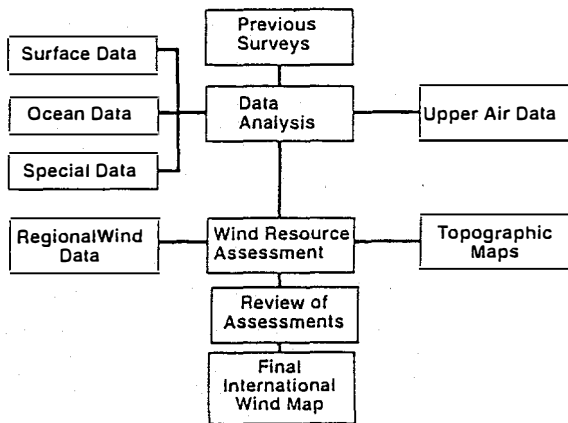 Previous
Surveys
Surface Data
Ocean Data
Special Data
Data
Analysis
Upper Air Data
RegionalWind
Data
Wind Resource
Assessment
Topographic
Maps
Review of
Assessments
Final
International
Wind Map